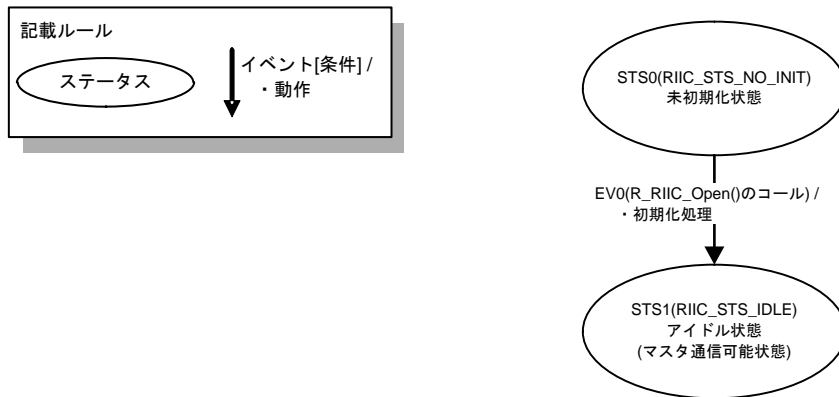 記載ルール
ステータス
イベント[条件] /
・動作
STS0(RIIC_STS_NO_INIT)
未初期化状態
EV0(R_RIIC_Open()のコール) /
・初期化処理
STS1(RIIC_STS_IDLE)
アイドル状態
(マスタ通信可能状態)